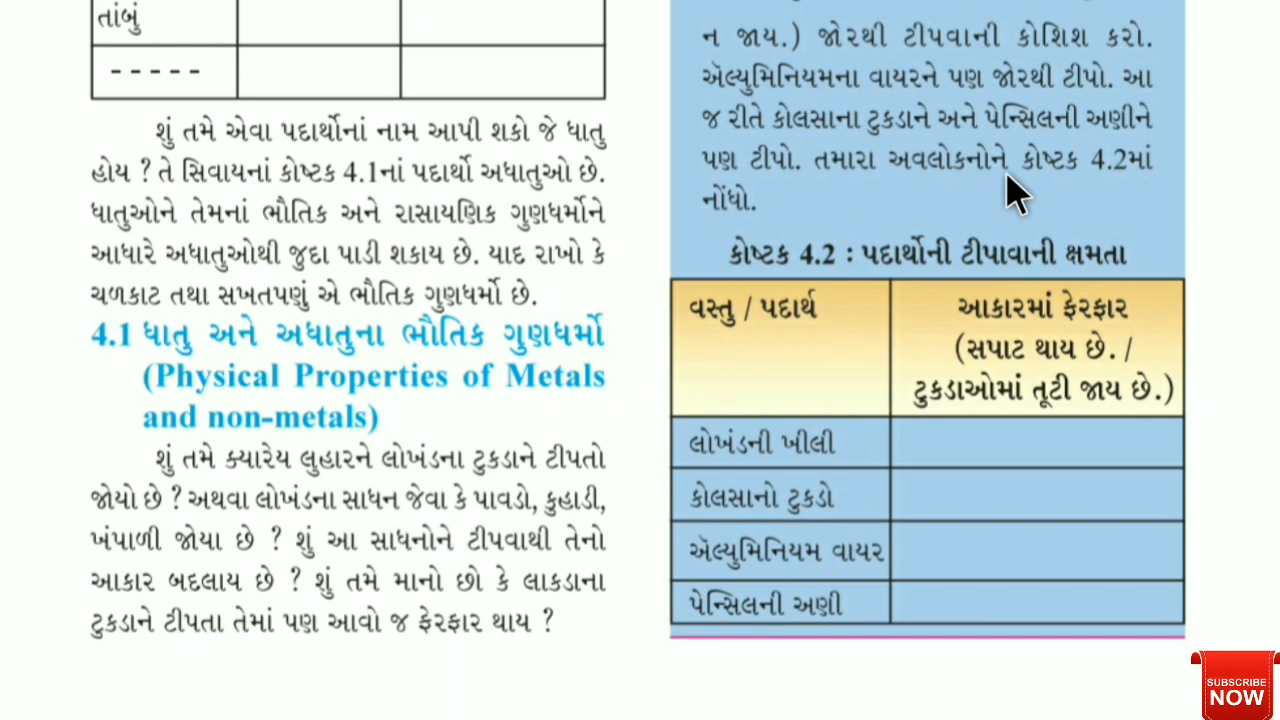 તાંબું
- - - - -
શું તમે એવા પદાર્થોનાં નામ આપી શકો જે ધાતુ
હોય ? તે સિવાયનાં કોષ્ટક 4.1નાં પદાર્થો અધાતુઓ છે.
ધાતુઓને તેમનાં ભૌતિક અને રાસાયણિક ગુણધર્મોને
આધારે અધાતુઓથી જુદા પાડી શકાય છે. યાદ રાખો કે
ચળકાટ તથા સખતપણું એ ભૌતિક ગુણધર્મો છે.
4.1 ધાતુ અને અધાતુના ભૌતિક ગુણધર્મો
(Physical Properties of Metals
and non-metals)
શું તમે ક્યારેય લુહારને લોખંડના ટુકડાને ટીપતો
જોયો છે ? અથવા લોખંડના સાધન જેવા કે પાવડો, કુહાડી,
ખંપાળી જોયા છે ? શું આ સાધનોને ટીપવાથી તેનો
આકાર બદલાય છે ? શું તમે માનો છો કે લાકડાના
ટુકડાને ટીપતા તેમાં પણ આવો જ ફેરફાર થાય ?
ન જાય.) જોરથી ટીપવાની કોશિશ કરો.
ઍલ્યુમિનિયમના વાયરને પણ જોરથી ટીપો. આ
જ રીતે કોલસાના ટુકડાને અને પેન્સિલની અણીને
પણ ટીપો. તમારા અવલોકનોને કોષ્ટક 4.2માં
નોંધો.
કોષ્ટક 4.2 : પદાર્થોની ટીપાવાની ક્ષમતા
વસ્તુ / પદાર્થ
આકારમાં ફેરફાર
(સપાટ થાય છે. /
ટુકડાઓમાં તૂટી જાય છે.)
લોખંડની ખીલી
કોલસાનો ટુકડો
ઍલ્યુમિનિયમ વાયર
પેન્સિલની અણી
SUBSCRIBE
NOW